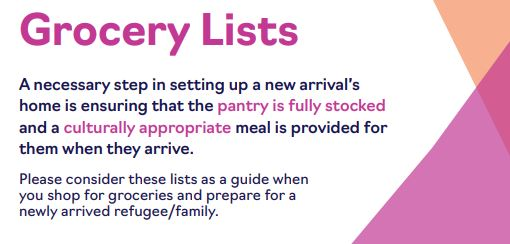 Grocery Lists
A necessary step in setting up a new arrival's
home is ensuring that the pantry is fully stocked
and a culturally appropriate meal is provided for
them when they arrive.
Please consider these lists as a guide when
you shop for groceries and prepare for a
newly arrived refugee/family.